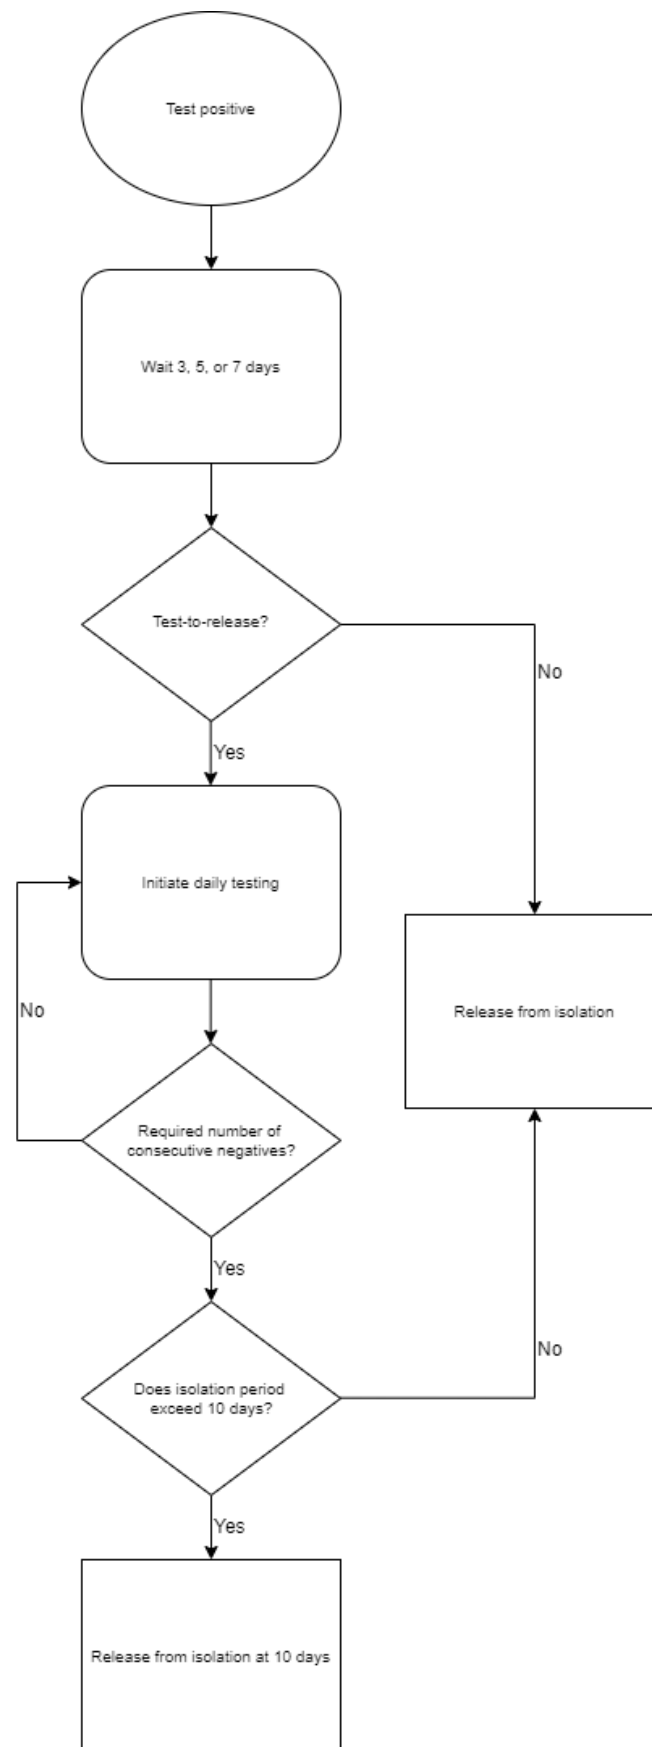 Test positive
Wait 3, 5, or 7 days
Test-to-release?
No
Yes
Initiate daily testing
No
Release from isolation
Required number of
consecutive negatives?
Yes
Does isolation period
exceed 10 days?
No
Yes
Release from isolation at 10 days